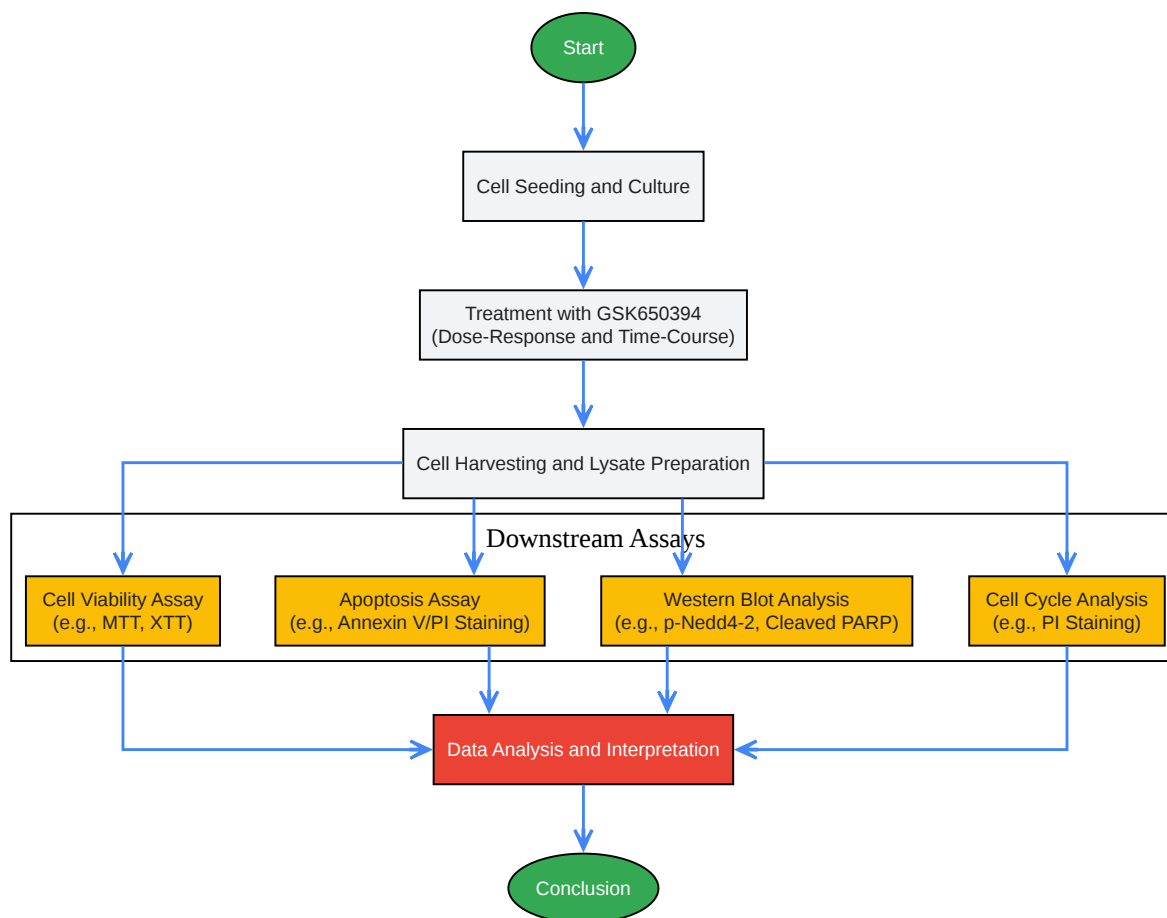 Start
Cell Seeding and Culture
Treatment with GSK650394
(Dose-Response and Time-Course)
Cell Harvesting and Lysate Preparation
Downstream Assays
Cell Viability Assay
(e.g., MTT, XTT)
Apoptosis Assay
(e.g., Annexin V/PI Staining)
Western Blot Analysis
(e.g., p-Nedd4-2, Cleaved PARP)
Cell Cycle Analysis
(e.g., PI Staining)
Data Analysis and Interpretation
Conclusion